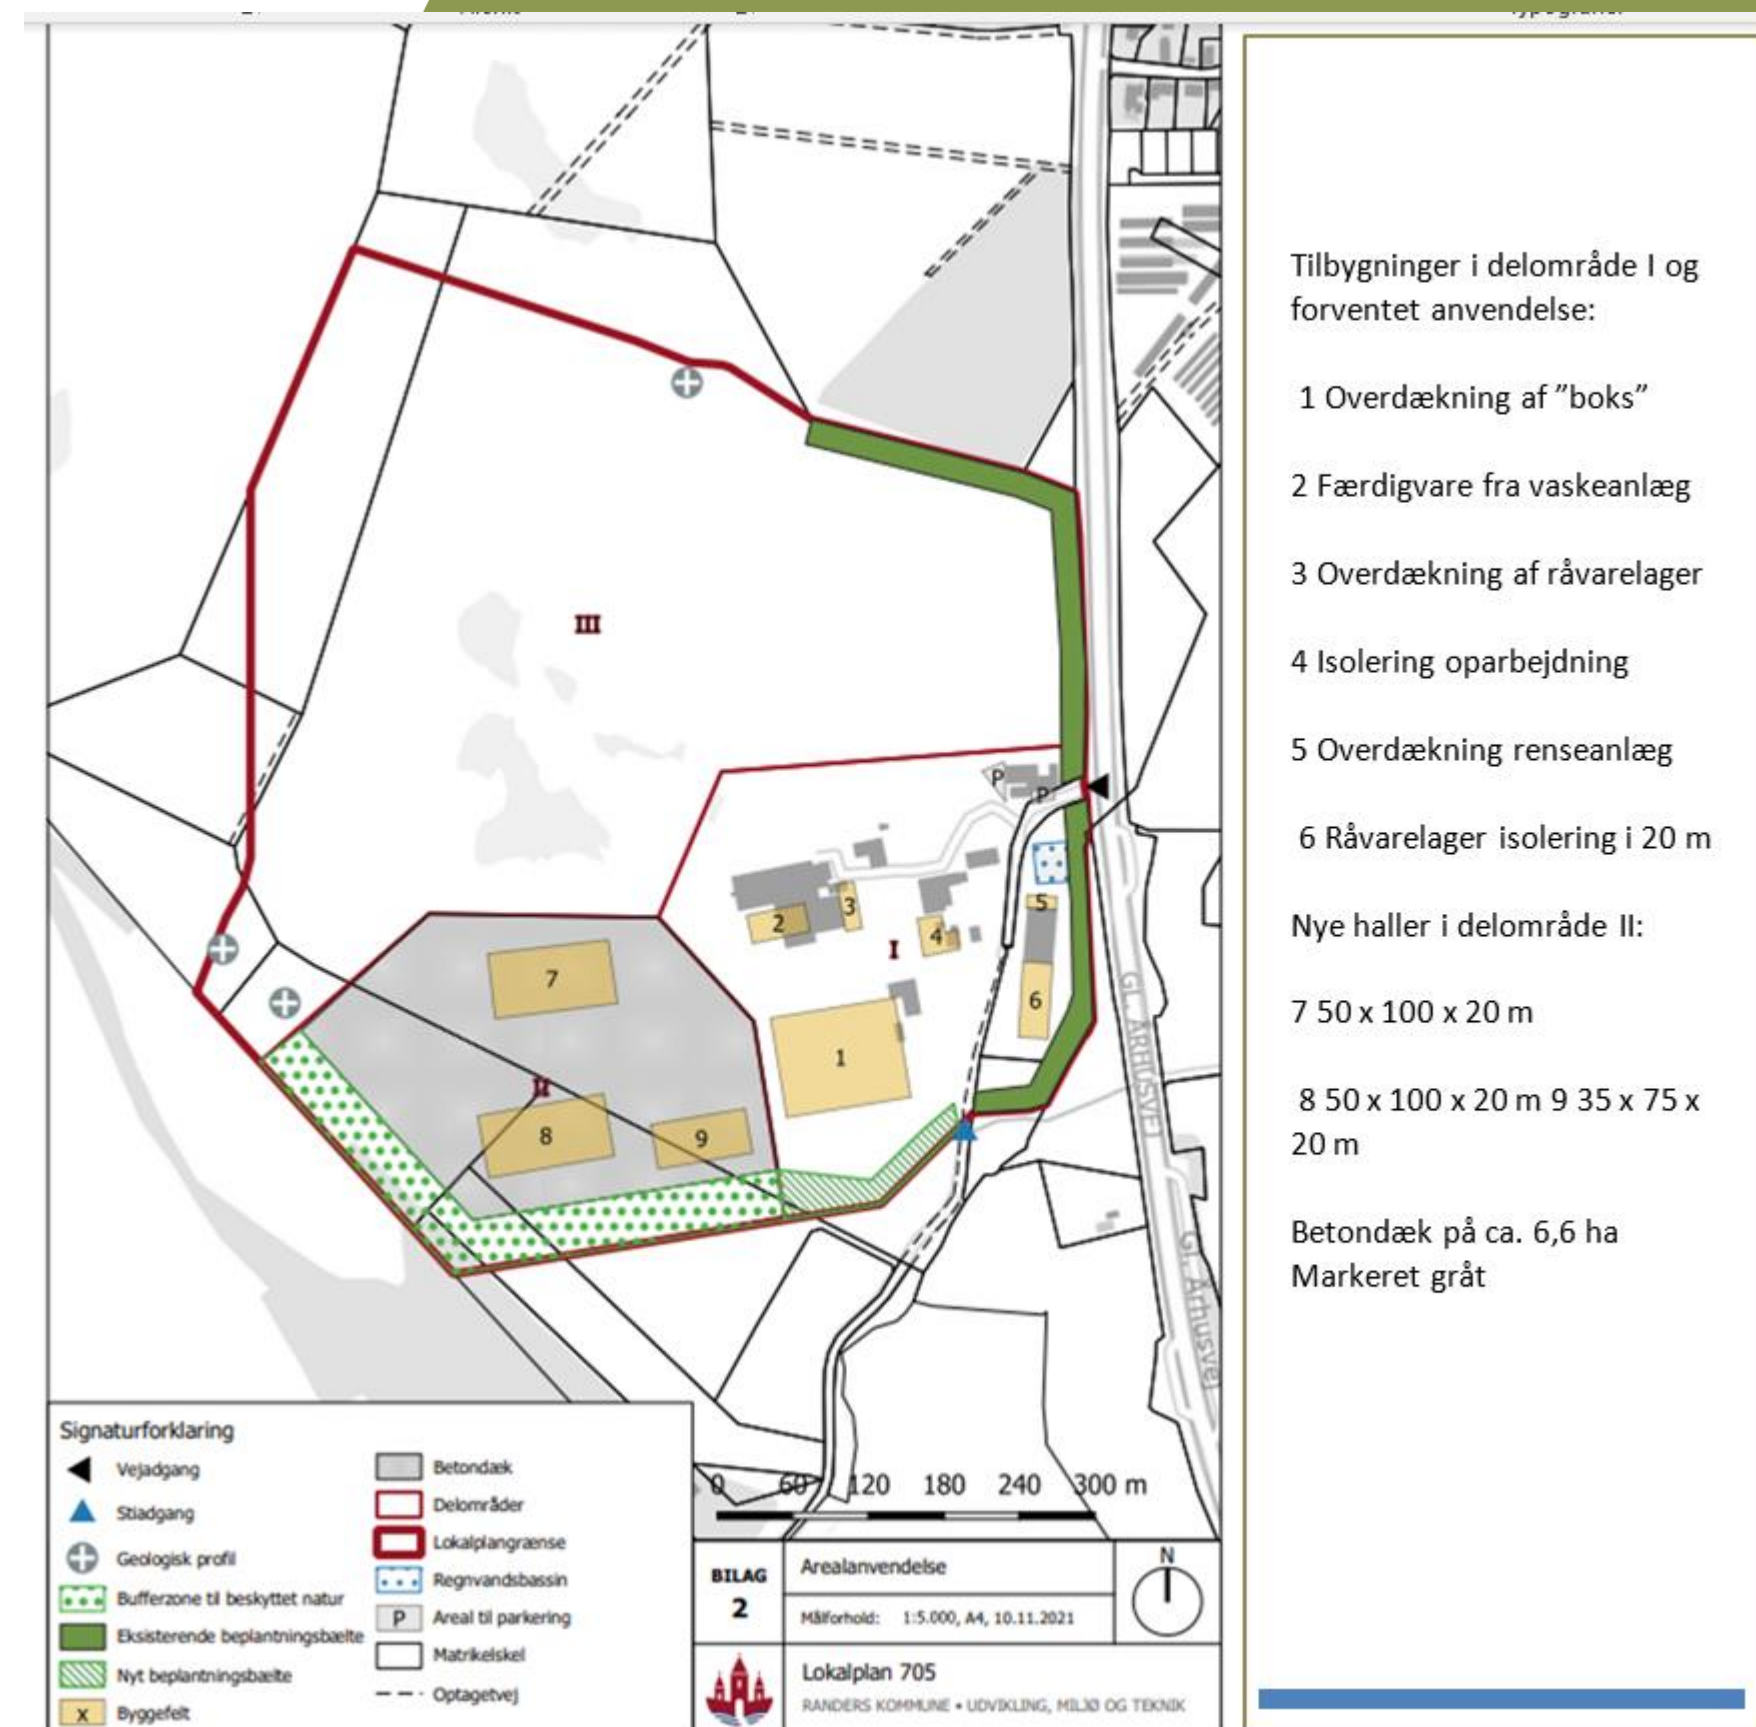 P
P
III
2
3
4
I
5
6
7
1
II
8
9
GL. ÅRHUSVEJ
Gl. Århusvej
Signaturforklaring
Vejadgang
Stiadgang
Geologisk profil
Bufferzone til beskyttet natur
Eksisterende beplantningsbælte
Nyt beplantningsbælte
x Byggefelt
Betondæk
Delområder
Lokalplangrænse
Regnvandsbassin
P Areal til parkering
Matrikelskel
Optagetvej
0 60 120 180 240 300 m
BILAG
2
Arealanvendelse
Målforhold: 1:5.000, A4, 10.11.2021
N
Lokalplan 705
RANDERS KOMMUNE • UDVIKLING, MILJØ OG TEKNIK
Tilbygninger i delområde I og
forventet anvendelse:
1 Overdækning af ”boks”
2 Færdigvare fra vaskeanlæg
3 Overdækning af råvarelager
4 Isolering oparbejdning
5 Overdækning renseanlæg
6 Råvarelager isolering i 20 m
Nye haller i delområde II:
7 50 x 100 x 20 m
8 50 x 100 x 20 m 9 35 x 75 x
20 m
Betondæk på ca. 6,6 ha
Markeret gråt